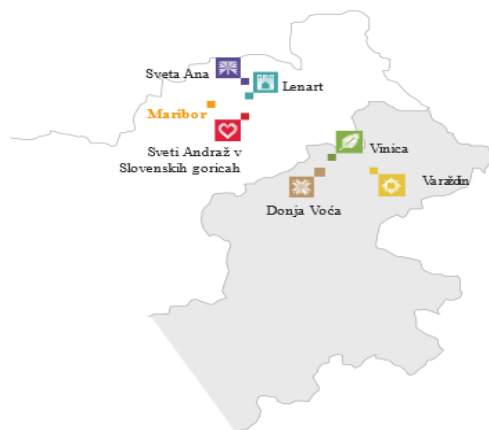 Sveta Ana
Lenart
Maribor
Sveti Andraž v
Slovenskih goricah
Vinica
Varaždin
Donja Voća